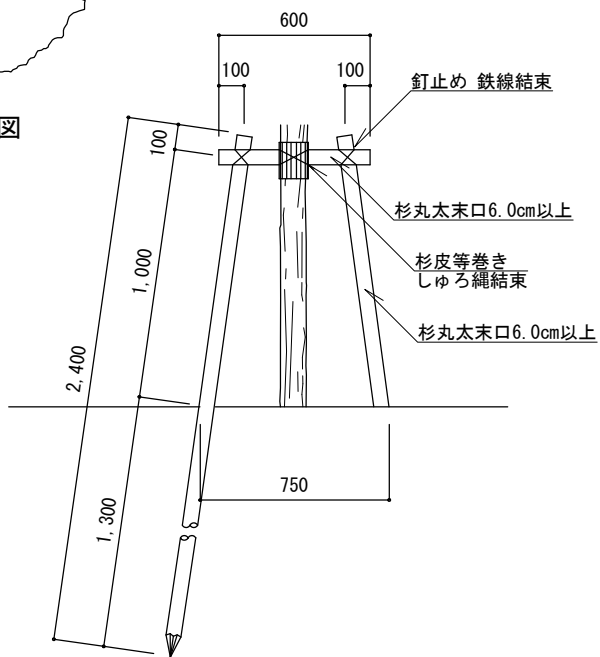 600
100
100
釘止め 鉄線結束
図
100
杉丸太末口6.0cm以上
杉皮等巻き
しゅろ縄結束
1,000
杉丸太末口6.0cm以上
2,400
750
1,300